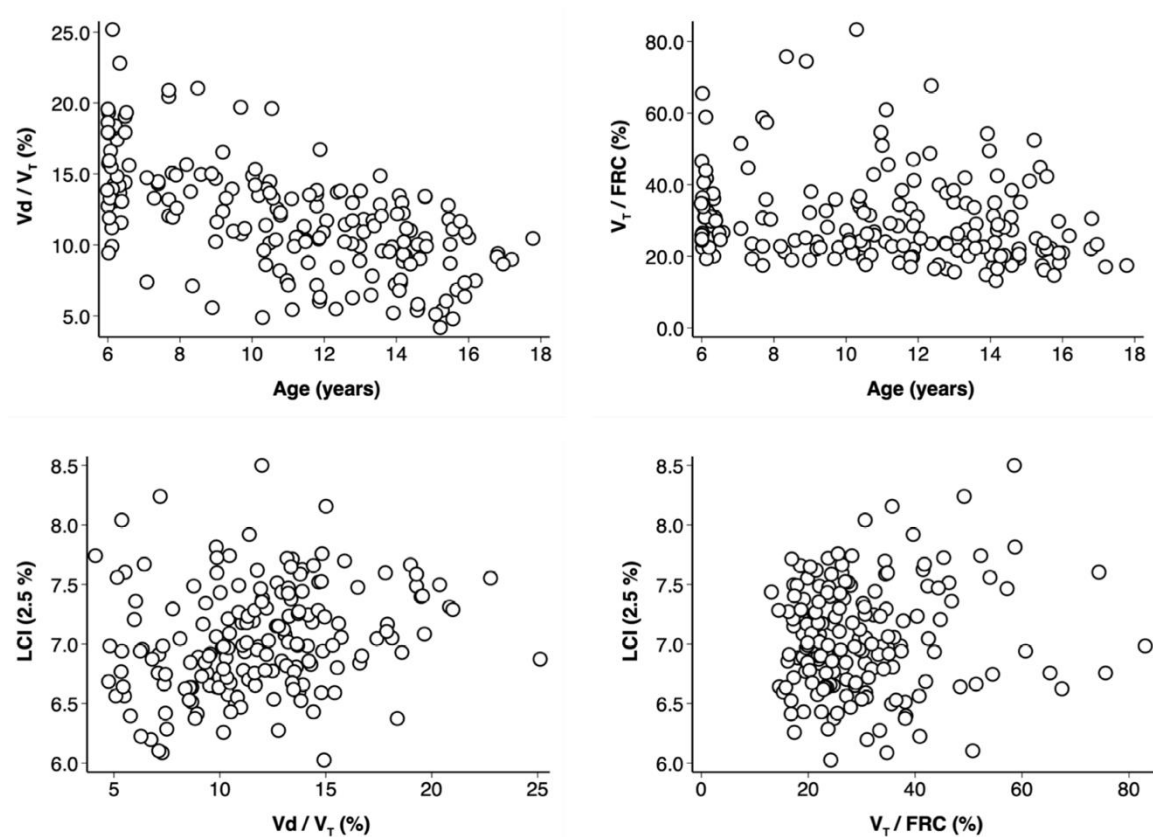 25.0
20.0
15.0
10.0
5.0
Vd / V_T (%)
6 8 10 12 14 16 18
Age (years)
80.0
60.0
40.0
20.0
0.0
V_T / FRC (%)
6 8 10 12 14 16 18
Age (years)
8.5
8.0
7.5
7.0
6.5
6.0
LCI (2.5 %)
5 10 15 20 25
Vd / V_T (%)
8.5
8.0
7.5
7.0
6.5
6.0
LCI (2.5 %)
0 20 40 60 80
V_T / FRC (%)